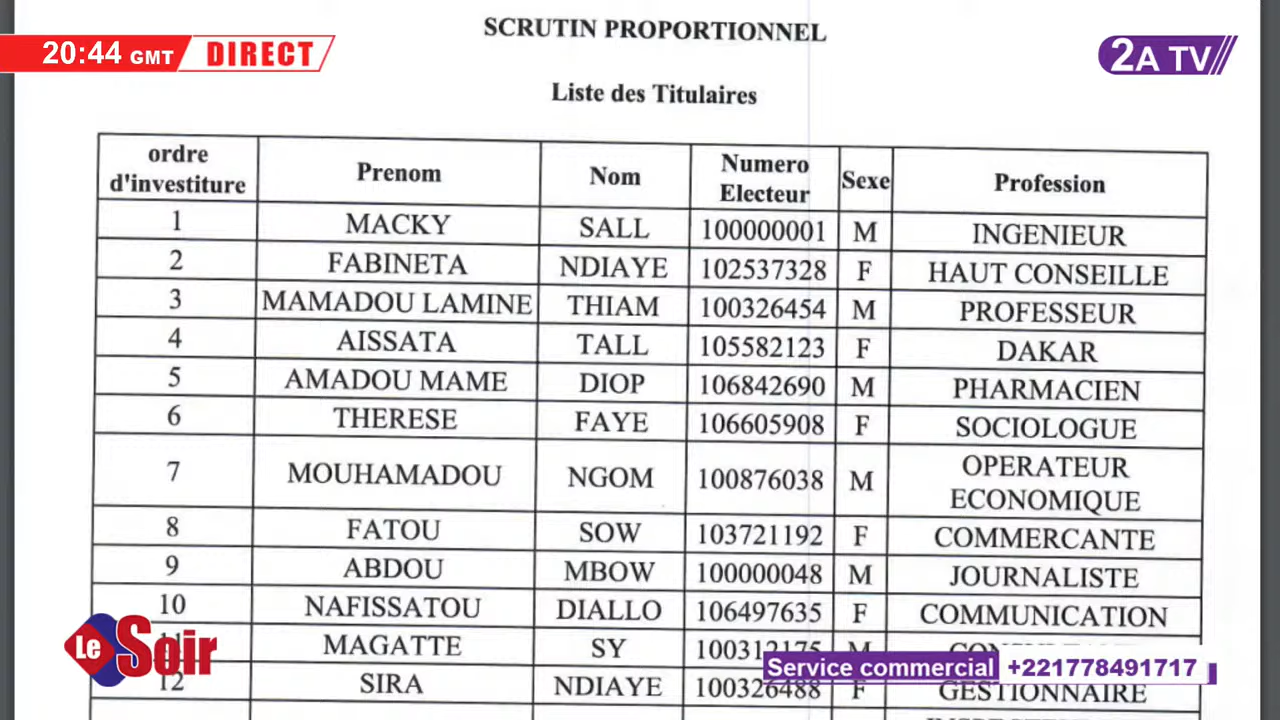 SCRUTIN PROPORTIONNEL
20:44 GMT DIRECT
2A TV
Liste des Titulaires
ordre d'investiture Prenom Nom Numero Electeur Sexe Profession
1 MACKY SALL 100000001 M INGENIEUR
2 FABINETA NDIAYE 102537328 F HAUT CONSEILLE
3 MAMADOU LAMINE THIAM 100326454 M PROFESSEUR
4 AISSATA TALL 105582123 F DAKAR
5 AMADOU MAME DIOP 106842690 M PHARMACIEN
6 THERESE FAYE 106605908 F SOCIOLOGUE
7 MOUHAMADOU NGOM 100876038 M OPERATEUR ECONOMIQUE
8 FATOU SOW 103721192 F COMMERCANTE
9 ABDOU MBOW 100000048 M JOURNALISTE
10 NAFISSATOU DIALLO 106497635 F COMMUNICATION
11 MAGATTE SY 100312175 M
12 SIRA NDIAYE 100326488 F GESTIONNAIRE
Le Soir
Service commercial +221778491717